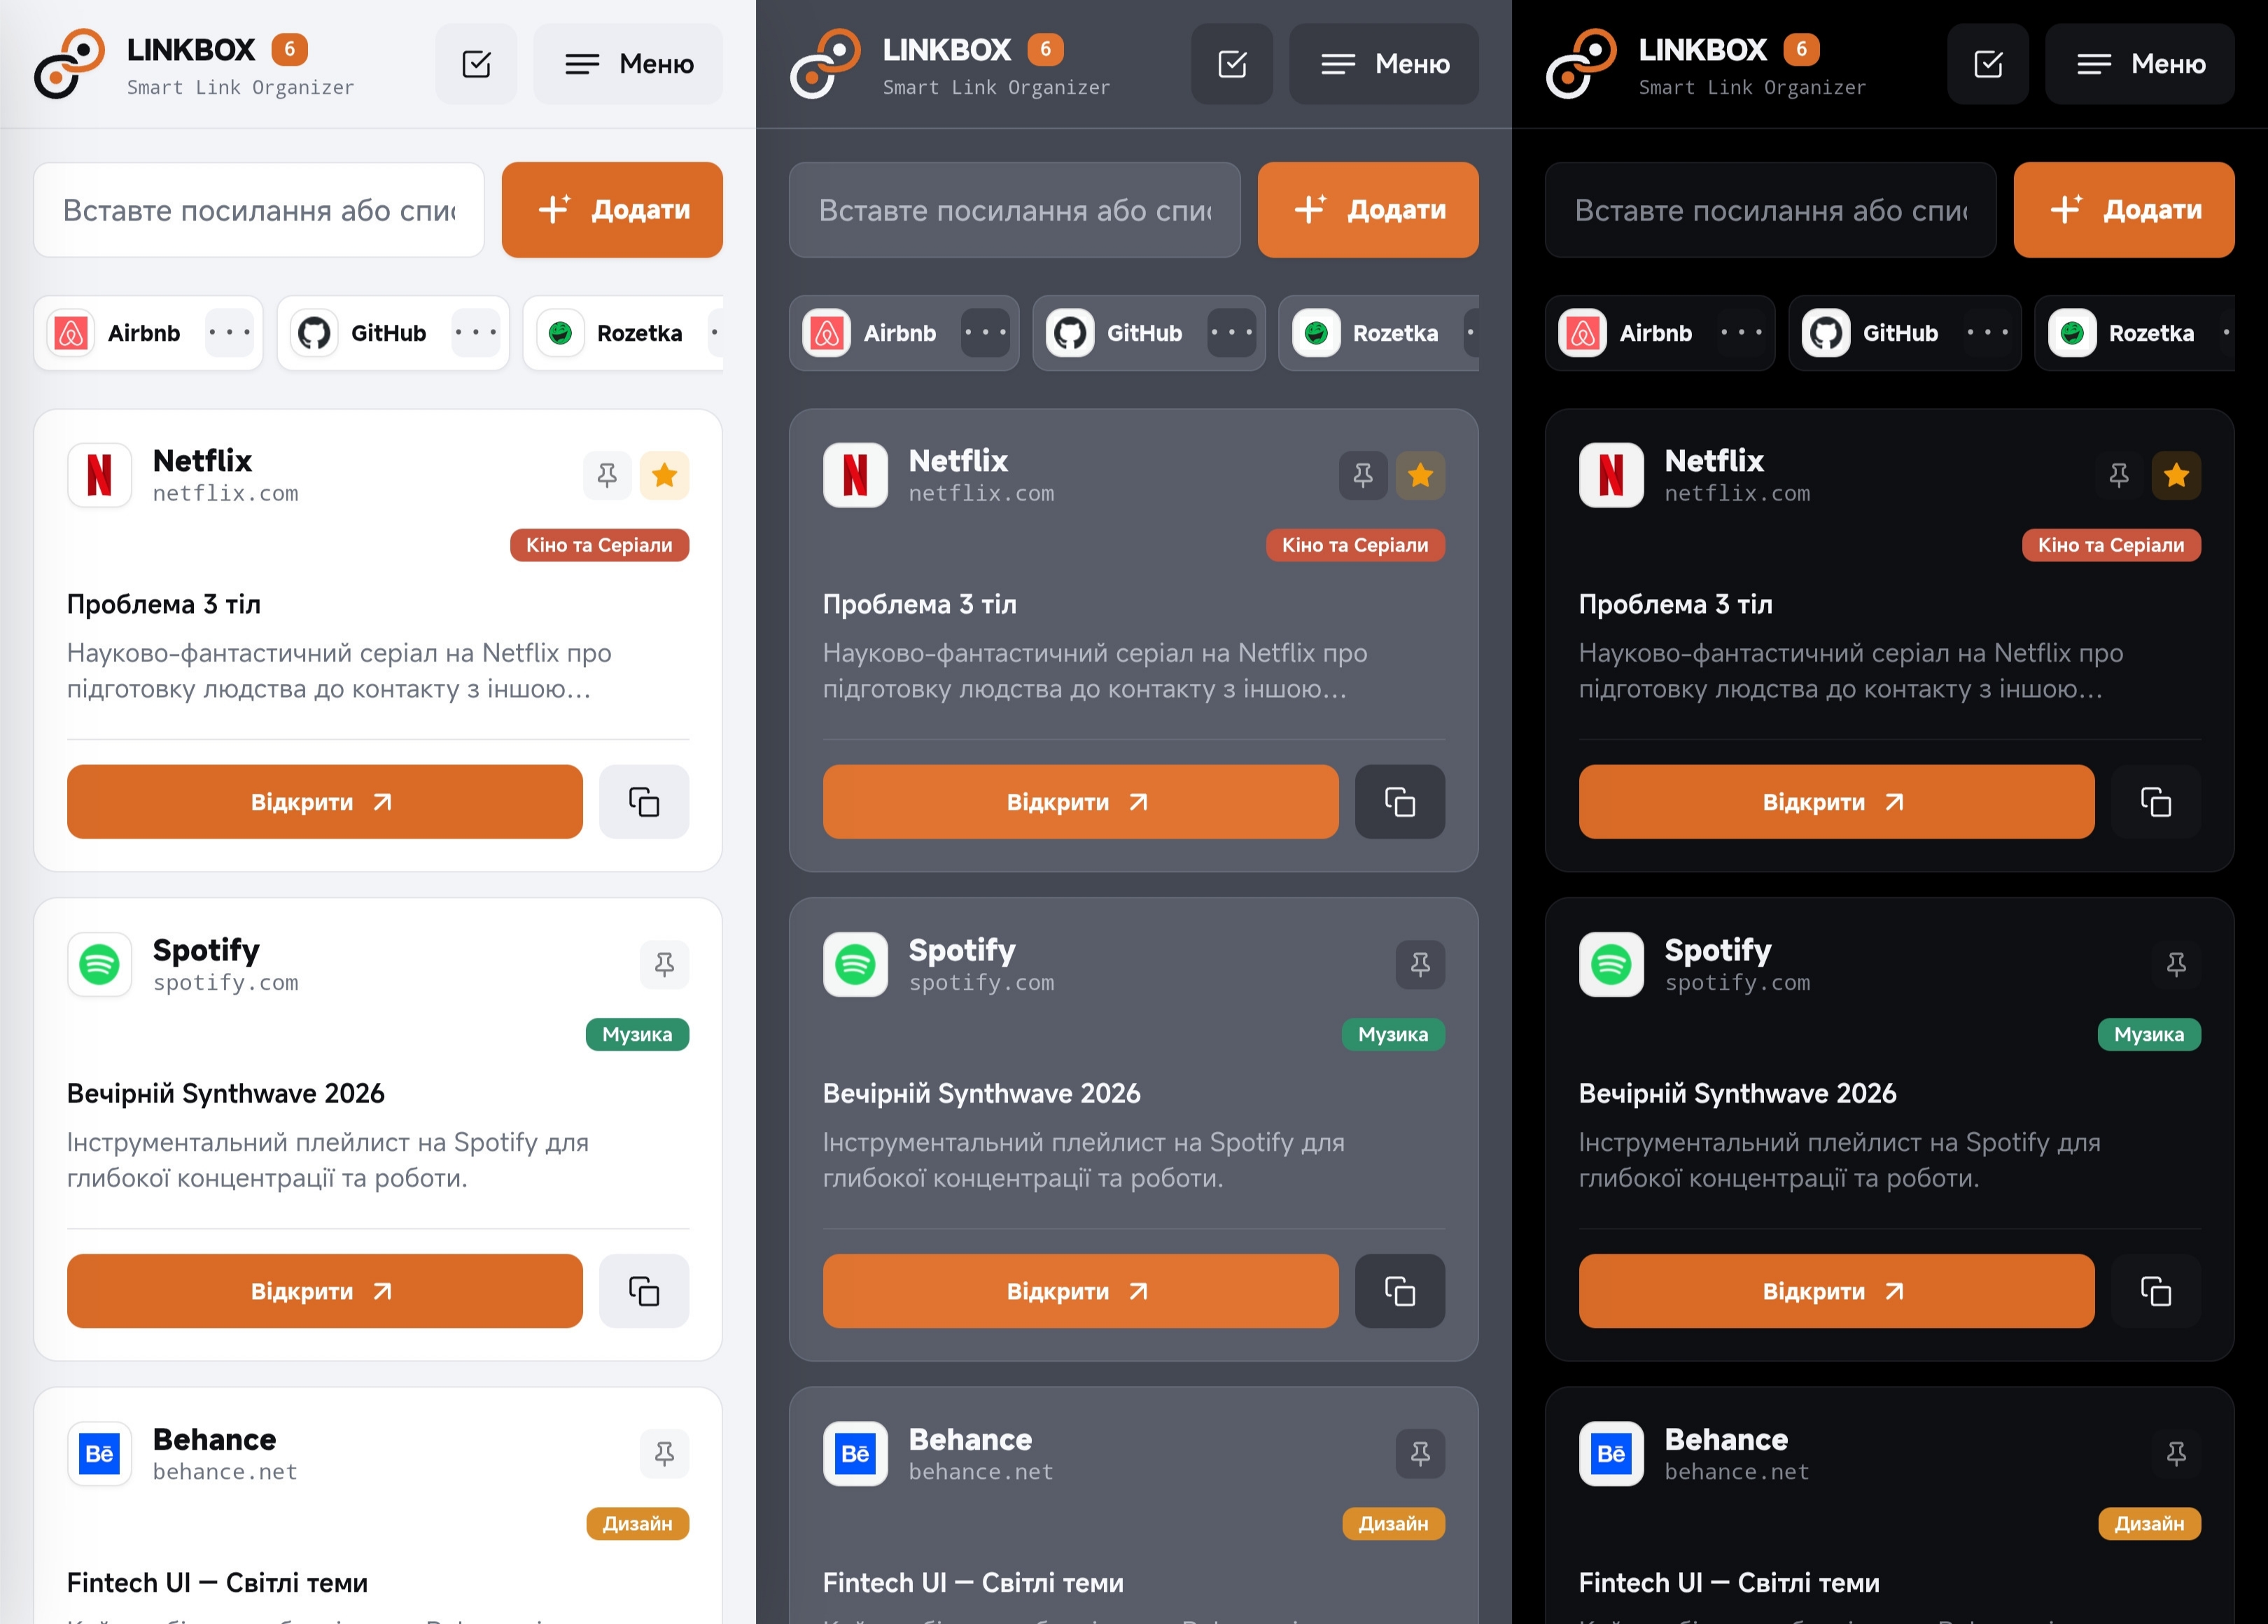 LINKBOX 6
Smart Link Organizer
Меню
Вставте посилання або спис
Додати
Airbnb
GitHub
Rozetka
Netflix
netflix.com
Кіно та Серіали
Проблема 3 тіл
Науково-фантастичний серіал на Netflix про
підготовку людства до контакту з іншою...
Відкрити
Spotify
spotify.com
Музика
Вечірній Synthwave 2026
Інструментальний плейлист на Spotify для
глибокої концентрації та роботи.
Відкрити
Bē
Behance
behance.net
Дизайн
Fintech UI — Світлі теми
LINKBOX 6
Smart Link Organizer
Меню
Вставте посилання або спис
Додати
Airbnb
GitHub
Rozetka
Netflix
netflix.com
Кіно та Серіали
Проблема 3 тіл
Науково-фантастичний серіал на Netflix про
підготовку людства до контакту з іншою...
Відкрити
Spotify
spotify.com
Музика
Вечірній Synthwave 2026
Інструментальний плейлист на Spotify для
глибокої концентрації та роботи.
Відкрити
Bē
Behance
behance.net
Дизайн
Fintech UI — Світлі теми
LINKBOX 6
Smart Link Organizer
Меню
Вставте посилання або спис
Додати
Airbnb
GitHub
Rozetka
Netflix
netflix.com
Кіно та Серіали
Проблема 3 тіл
Науково-фантастичний серіал на Netflix про
підготовку людства до контакту з іншою...
Відкрити
Spotify
spotify.com
Музика
Вечірній Synthwave 2026
Інструментальний плейлист на Spotify для
глибокої концентрації та роботи.
Відкрити
Bē
Behance
behance.net
Дизайн
Fintech UI — Світлі теми